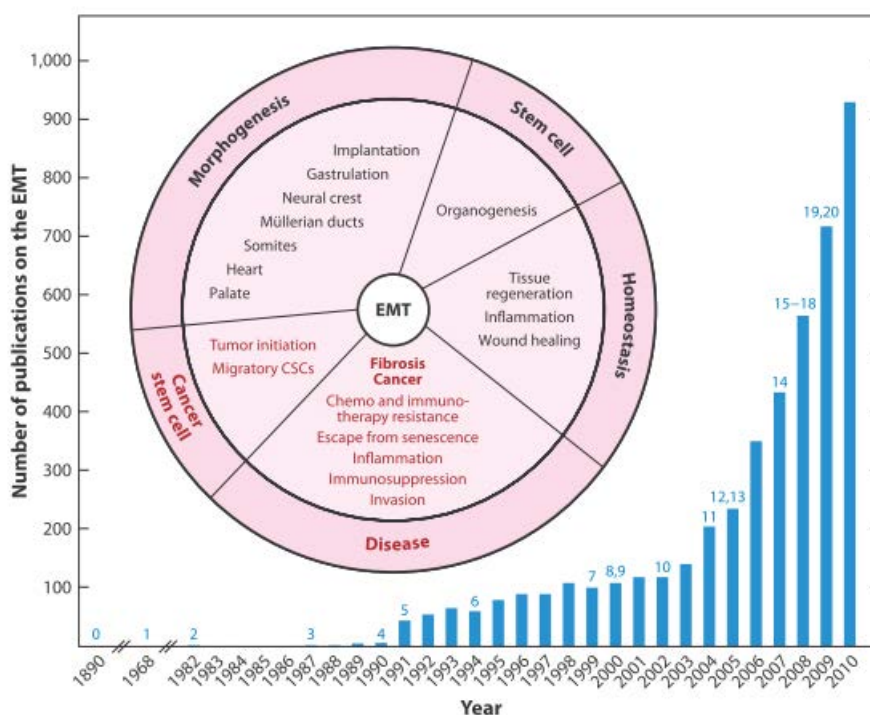 Number of publications on the EMT
1,000
900
800
700
600
500
400
300
200
100
Morphogenesis
Implantation
Gastrulation
Neural crest
Müllerian ducts
Somites
Heart
Palate
Stem cell
Organogenesis
Homeostasis
Tissue
regeneration
Inflammation
Wound healing
EMT
Cancer
stem cell
Tumor initiation
Migratory CSCs
Fibrosis
Cancer
Chemo and immuno-
therapy resistance
Escape from senescence
Inflammation
Immunosuppression
Invasion
Disease
0
1
2
3
4
5
6
7
8,9
10
11
12,13
14
15–18
19,20
1890
1968
1982
1983
1984
1985
1986
1987
1988
1989
1990
1991
1992
1993
1994
1995
1996
1997
1998
1999
2000
2001
2002
2003
2004
2005
2006
2007
2008
2009
2010
Year